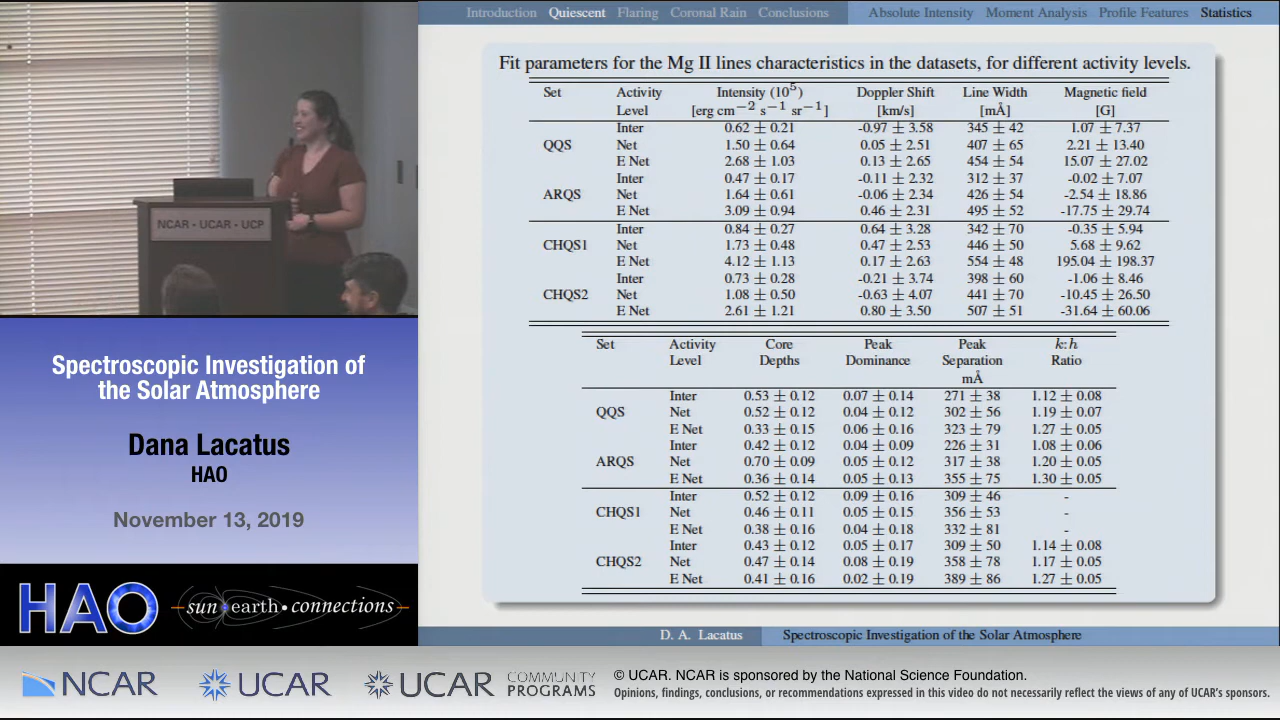 Introduction Quiescent Flaring Coronal Rain Conclusions Absolute Intensity Moment Analysis Profile Features Statistics
Fit parameters for the Mg II lines characteristics in the datasets, for different activity levels.
Set Activity Intensity (10⁵) Doppler Shift Line Width Magnetic field
Level [erg cm⁻² s⁻¹ sr⁻¹] [km/s] [mÅ] [G]
Inter 0.62 ± 0.21 -0.97 ± 3.58 345 ± 42 1.07 ± 7.37
QQS Net 1.50 ± 0.64 0.05 ± 2.51 407 ± 65 2.21 ± 13.40
E Net 2.68 ± 1.03 0.13 ± 2.65 454 ± 54 15.07 ± 27.02
Inter 0.47 ± 0.17 -0.11 ± 2.32 312 ± 37 -0.02 ± 7.07
ARQS Net 1.64 ± 0.61 -0.06 ± 2.34 426 ± 54 -2.54 ± 18.86
E Net 3.09 ± 0.94 0.46 ± 2.31 495 ± 52 -17.75 ± 29.74
Inter 0.84 ± 0.27 0.64 ± 3.28 342 ± 70 -0.35 ± 5.94
CHQS1 Net 1.73 ± 0.48 0.47 ± 2.53 446 ± 50 5.68 ± 9.62
E Net 4.12 ± 1.13 0.17 ± 2.63 554 ± 48 195.04 ± 198.37
Inter 0.73 ± 0.28 -0.21 ± 3.74 398 ± 60 -1.06 ± 8.46
CHQS2 Net 1.08 ± 0.50 -0.63 ± 4.07 441 ± 70 -10.45 ± 26.50
E Net 2.61 ± 1.21 0.80 ± 3.50 507 ± 51 -31.64 ± 60.06
Set Activity Core Peak Peak k:h
Level Depths Dominance Separation Ratio
mÅ
Inter 0.53 ± 0.12 0.07 ± 0.14 271 ± 38 1.12 ± 0.08
QQS Net 0.52 ± 0.12 0.04 ± 0.12 302 ± 56 1.19 ± 0.07
E Net 0.33 ± 0.15 0.06 ± 0.16 323 ± 79 1.27 ± 0.05
Inter 0.42 ± 0.12 0.04 ± 0.09 226 ± 31 1.08 ± 0.06
ARQS Net 0.70 ± 0.09 0.05 ± 0.12 317 ± 38 1.20 ± 0.05
E Net 0.36 ± 0.14 0.05 ± 0.13 355 ± 75 1.30 ± 0.05
Inter 0.52 ± 0.12 0.09 ± 0.16 309 ± 46 -
CHQS1 Net 0.46 ± 0.11 0.05 ± 0.15 356 ± 53 -
E Net 0.38 ± 0.16 0.04 ± 0.18 332 ± 81 -
Inter 0.43 ± 0.12 0.05 ± 0.17 309 ± 50 1.14 ± 0.08
CHQS2 Net 0.47 ± 0.14 0.08 ± 0.19 358 ± 78 1.17 ± 0.05
E Net 0.41 ± 0.16 0.02 ± 0.19 389 ± 86 1.27 ± 0.05
D. A. Lacatus Spectroscopic Investigation of the Solar Atmosphere
NCAR - UCAR - UCP
Spectroscopic Investigation of
the Solar Atmosphere
Dana Lacatus
HAO
November 13, 2019
HAO sun•earth•connections
NCAR UCAR UCAR COMMUNITY
PROGRAMS
© UCAR. NCAR is sponsored by the National Science Foundation.
Opinions, findings, conclusions, or recommendations expressed in this video do not necessarily reflect the views of any of UCAR's sponsors.